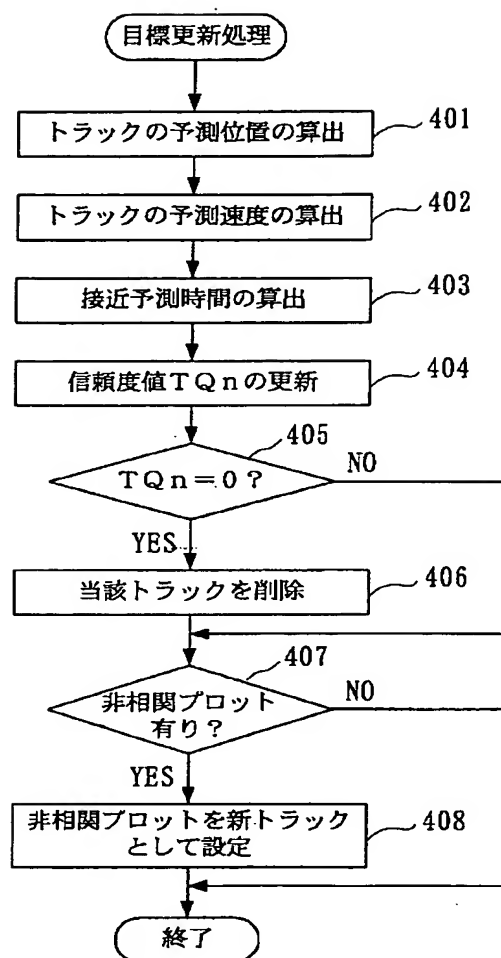 目標更新処理
トラックの予測位置の算出
401
トラックの予測速度の算出
402
接近予測時間の算出
403
信頼度値TQnの更新
404
405
TQn=0?
NO
YES
当該トラックを削除
406
407
非相関プロット
有り?
NO
YES
非相関プロットを新トラック
として設定
408
終了